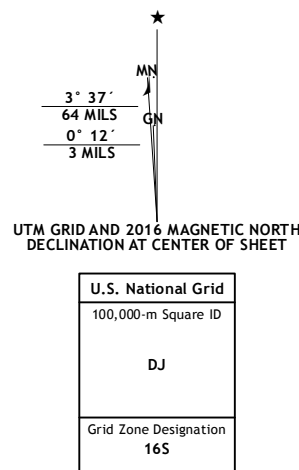 ★
MN
3° 37´
64 MILS
GN
0° 12´
3 MILS
UTM GRID AND 2016 MAGNETIC NORTH
DECLINATION AT CENTER OF SHEET
U.S. National Grid
100,000-m Square ID
DJ
Grid Zone Designation
16S